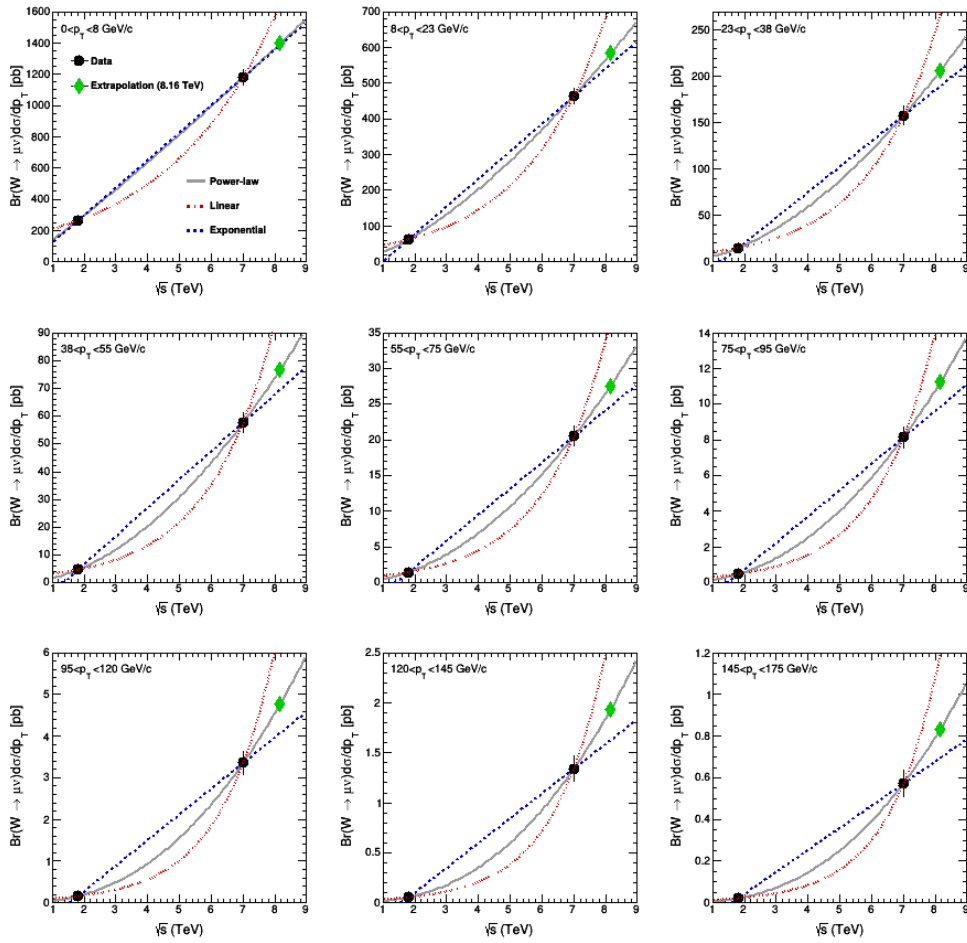 0<p_T<8 GeV/c
Br(W → μν)dσ/dp_T [pb]
1600
1400
1200
1000
800
600
400
200
0
Data
Extrapolation (8.16 TeV)
Power-law
Linear
Exponential
1 2 3 4 5 6 7 8 9
√s (TeV)
8<p_T<23 GeV/c
Br(W → μν)dσ/dp_T [pb]
700
600
500
400
300
200
100
0
1 2 3 4 5 6 7 8 9
√s (TeV)
23<p_T<38 GeV/c
Br(W → μν)dσ/dp_T [pb]
250
200
150
100
50
0
1 2 3 4 5 6 7 8 9
√s (TeV)
38<p_T<55 GeV/c
Br(W → μν)dσ/dp_T [pb]
90
80
70
60
50
40
30
20
10
0
1 2 3 4 5 6 7 8 9
√s (TeV)
55<p_T<75 GeV/c
Br(W → μν)dσ/dp_T [pb]
35
30
25
20
15
10
5
0
1 2 3 4 5 6 7 8 9
√s (TeV)
75<p_T<95 GeV/c
Br(W → μν)dσ/dp_T [pb]
14
12
10
8
6
4
2
0
1 2 3 4 5 6 7 8 9
√s (TeV)
95<p_T<120 GeV/c
Br(W → μν)dσ/dp_T [pb]
6
5
4
3
2
1
0
1 2 3 4 5 6 7 8 9
√s (TeV)
120<p_T<145 GeV/c
Br(W → μν)dσ/dp_T [pb]
2.5
2
1.5
1
0.5
0
1 2 3 4 5 6 7 8 9
√s (TeV)
145<p_T<175 GeV/c
Br(W → μν)dσ/dp_T [pb]
1.2
1
0.8
0.6
0.4
0.2
0
1 2 3 4 5 6 7 8 9
√s (TeV)